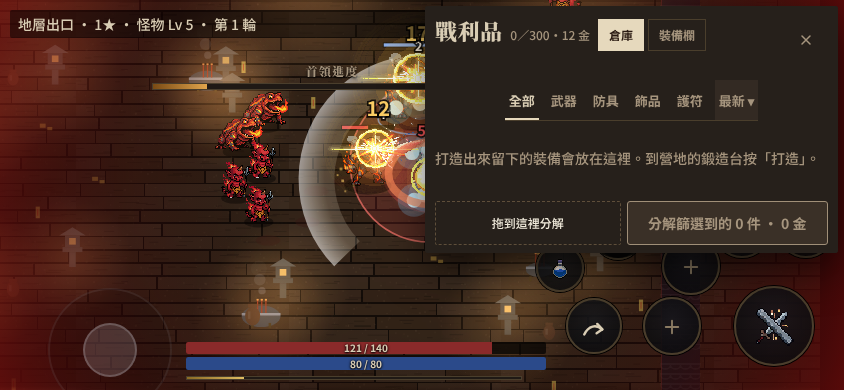 地層出口 • 1★ • 怪物 Lv 5 • 第 1 輪
首領進度
17
2
12
5
戰利品 0／300・12 金 倉庫 裝備欄 ×
全部 武器 防具 飾品 護符 最新 ▾
打造出來留下的裝備會放在這裡。到營地的鍛造台按「打造」。
拖到這裡分解 分解篩選到的 0 件 ・ 0 金
121 / 140
80 / 80